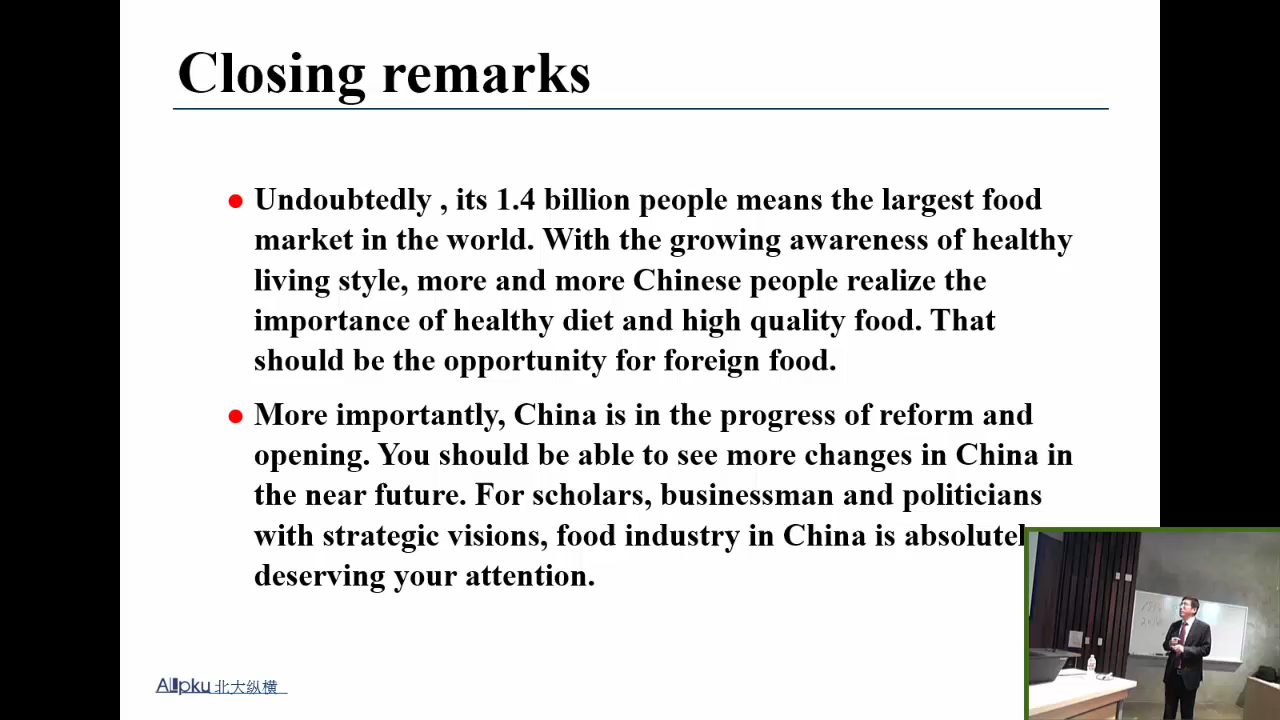 Closing remarks
Undoubtedly , its 1.4 billion people means the largest food
market in the world. With the growing awareness of healthy
living style, more and more Chinese people realize the
importance of healthy diet and high quality food. That
should be the opportunity for foreign food.
More importantly, China is in the progress of reform and
opening. You should be able to see more changes in China in
the near future. For scholars, businessman and politicians
with strategic visions, food industry in China is absolutel
deserving your attention.
Allpku 北大纵横